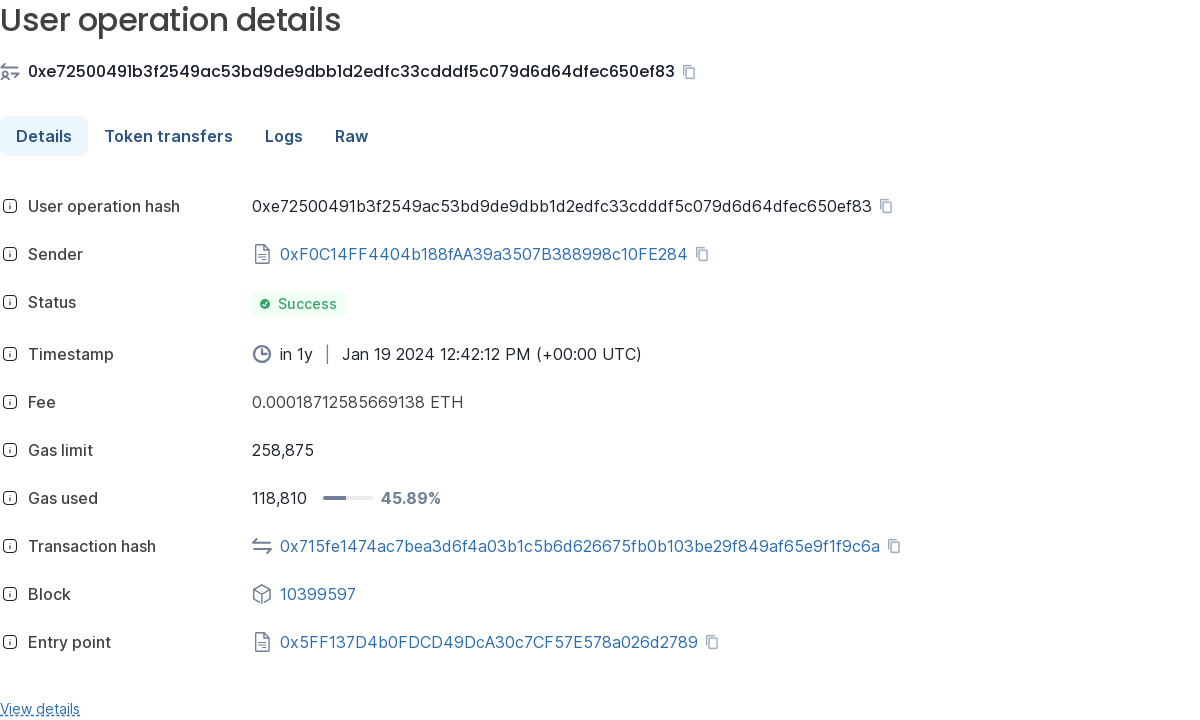 User operation details
0xe72500491b3f2549ac53bd9de9dbb1d2edfc33cdddf5c079d6d64dfec650ef83
Details Token transfers Logs Raw
User operation hash 0xe72500491b3f2549ac53bd9de9dbb1d2edfc33cdddf5c079d6d64dfec650ef83
Sender 0xF0C14FF4404b188fAA39a3507B388998c10FE284
Status Success
Timestamp in 1y | Jan 19 2024 12:42:12 PM (+00:00 UTC)
Fee 0.00018712585669138 ETH
Gas limit 258,875
Gas used 118,810 45.89%
Transaction hash 0x715fe1474ac7bea3d6f4a03b1c5b6d626675fb0b103be29f849af65e9f1f9c6a
Block 10399597
Entry point 0x5FF137D4b0FDCD49DcA30c7CF57E578a026d2789
View details